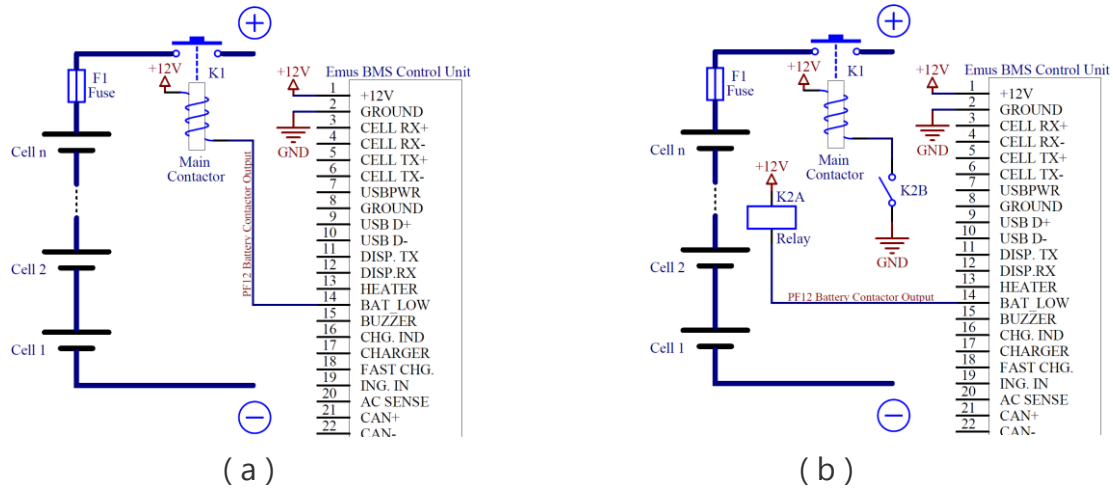 +12V
K1
F1
Fuse
Main
Contactor
Cell n
Cell 2
Cell 1
PF12 Battery Contactor Output
+12V
GND
Emus BMS Control Unit
1 +12V
2 GROUND
3 CELL RX+
4 CELL RX-
5 CELL TX+
6 CELL TX-
7 USBPWR
8 GROUND
9 USB D+
10 USB D-
11 DISP. TX
12 DISP.RX
13 HEATER
14 BAT_LOW
15 BUZZER
16 CHG. IND
17 CHARGER
18 FAST CHG.
19 ING. IN
20 AC SENSE
21 CAN+
22 CAN-
( a )
+12V
K1
F1
Fuse
Main
Contactor
Cell n
Cell 2
Cell 1
+12V
K2A
Relay
K2B
GND
PF12 Battery Contactor Output
+12V
GND
Emus BMS Control Unit
1 +12V
2 GROUND
3 CELL RX+
4 CELL RX-
5 CELL TX+
6 CELL TX-
7 USBPWR
8 GROUND
9 USB D+
10 USB D-
11 DISP. TX
12 DISP.RX
13 HEATER
14 BAT_LOW
15 BUZZER
16 CHG. IND
17 CHARGER
18 FAST CHG.
19 ING. IN
20 AC SENSE
21 CAN+
22 CAN-
( b )